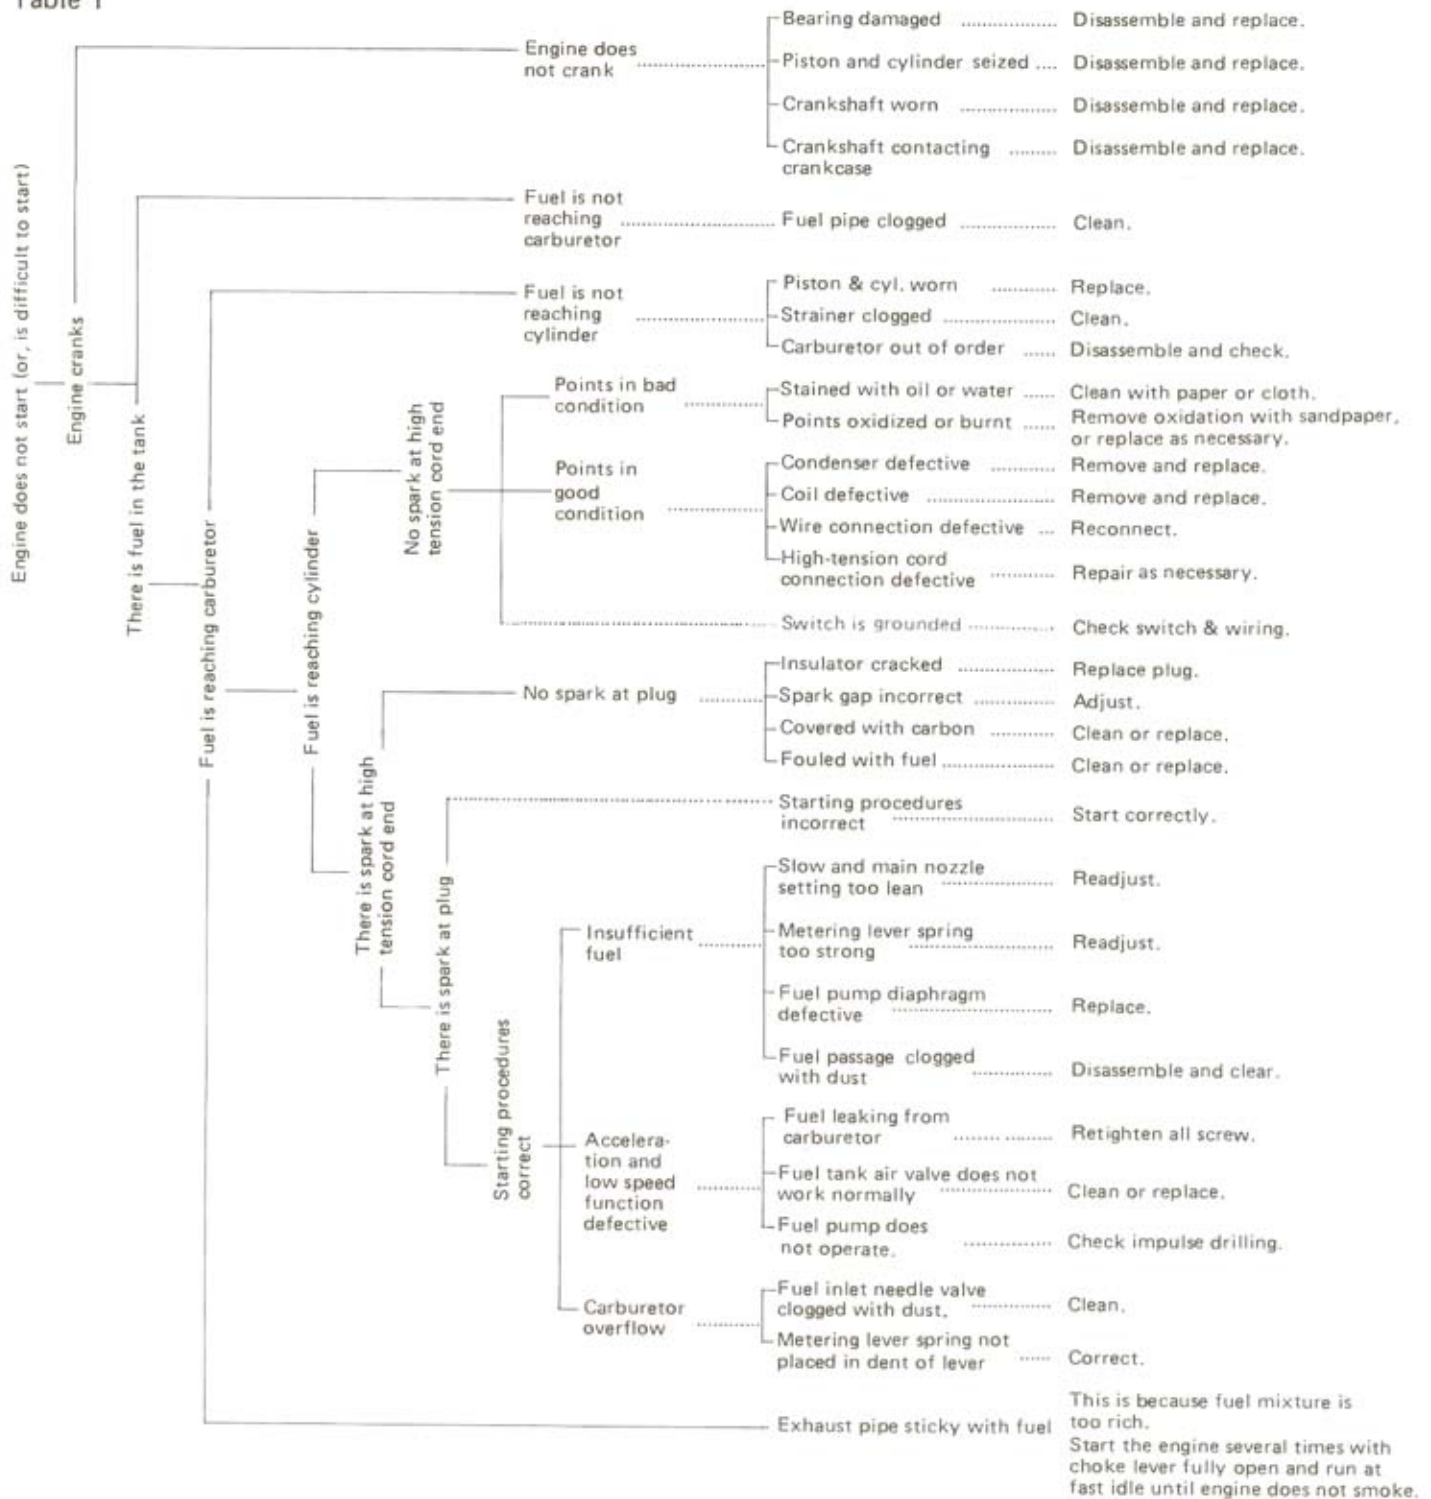 Table 1
Engine does not start (or, is difficult to start)
Engine cranks
Engine does
not crank
Bearing damaged
Disassemble and replace.
Piston and cylinder seized
Disassemble and replace.
Crankshaft worn
Disassemble and replace.
Crankshaft contacting
crankcase
Disassemble and replace.
There is fuel in the tank
Fuel is not
reaching
carburetor
Fuel pipe clogged
Clean.
Fuel is reaching carburetor
Fuel is not
reaching
cylinder
Piston & cyl. worn
Replace.
Strainer clogged
Clean.
Carburetor out of order
Disassemble and check.
Fuel is reaching cylinder
No spark at high
tension cord end
Points in bad
condition
Stained with oil or water
Clean with paper or cloth.
Points oxidized or burnt
Remove oxidation with sandpaper,
or replace as necessary.
Points in
good
condition
Condenser defective
Remove and replace.
Coil defective
Remove and replace.
Wire connection defective
Reconnect.
High-tension cord
connection defective
Repair as necessary.
Switch is grounded
Check switch & wiring.
There is spark at high
tension cord end
No spark at plug
Insulator cracked
Replace plug.
Spark gap incorrect
Adjust.
Covered with carbon
Clean or replace.
Fouled with fuel
Clean or replace.
There is spark at plug
Starting procedures
incorrect
Start correctly.
Starting procedures
correct
Insufficient
fuel
Slow and main nozzle
setting too lean
Readjust.
Metering lever spring
too strong
Readjust.
Fuel pump diaphragm
defective
Replace.
Fuel passage clogged
with dust
Disassemble and clear.
Accelera-
tion and
low speed
function
defective
Fuel leaking from
carburetor
Retighten all screw.
Fuel tank air valve does not
work normally
Clean or replace.
Fuel pump does
not operate.
Check impulse drilling.
Carburetor
overflow
Fuel inlet needle valve
clogged with dust.
Clean.
Metering lever spring not
placed in dent of lever
Correct.
Exhaust pipe sticky with fuel
This is because fuel mixture is
too rich.
Start the engine several times with
choke lever fully open and run at
fast idle until engine does not smoke.